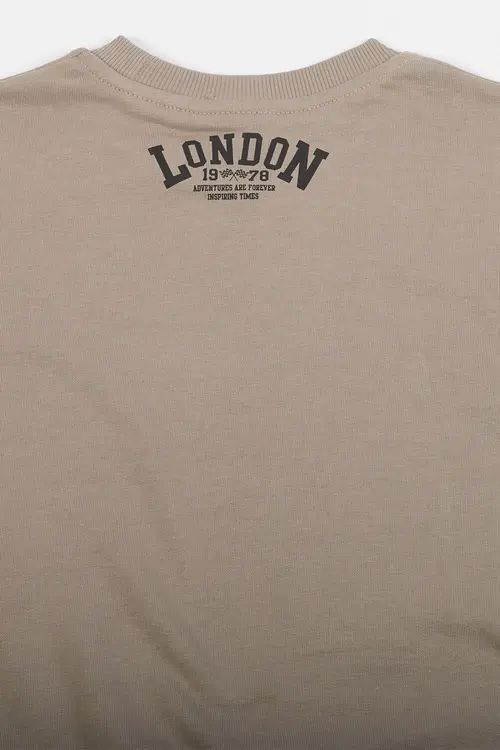 LONDON
19 78
ADVENTURES ARE FOREVER
INSPIRING TIMES